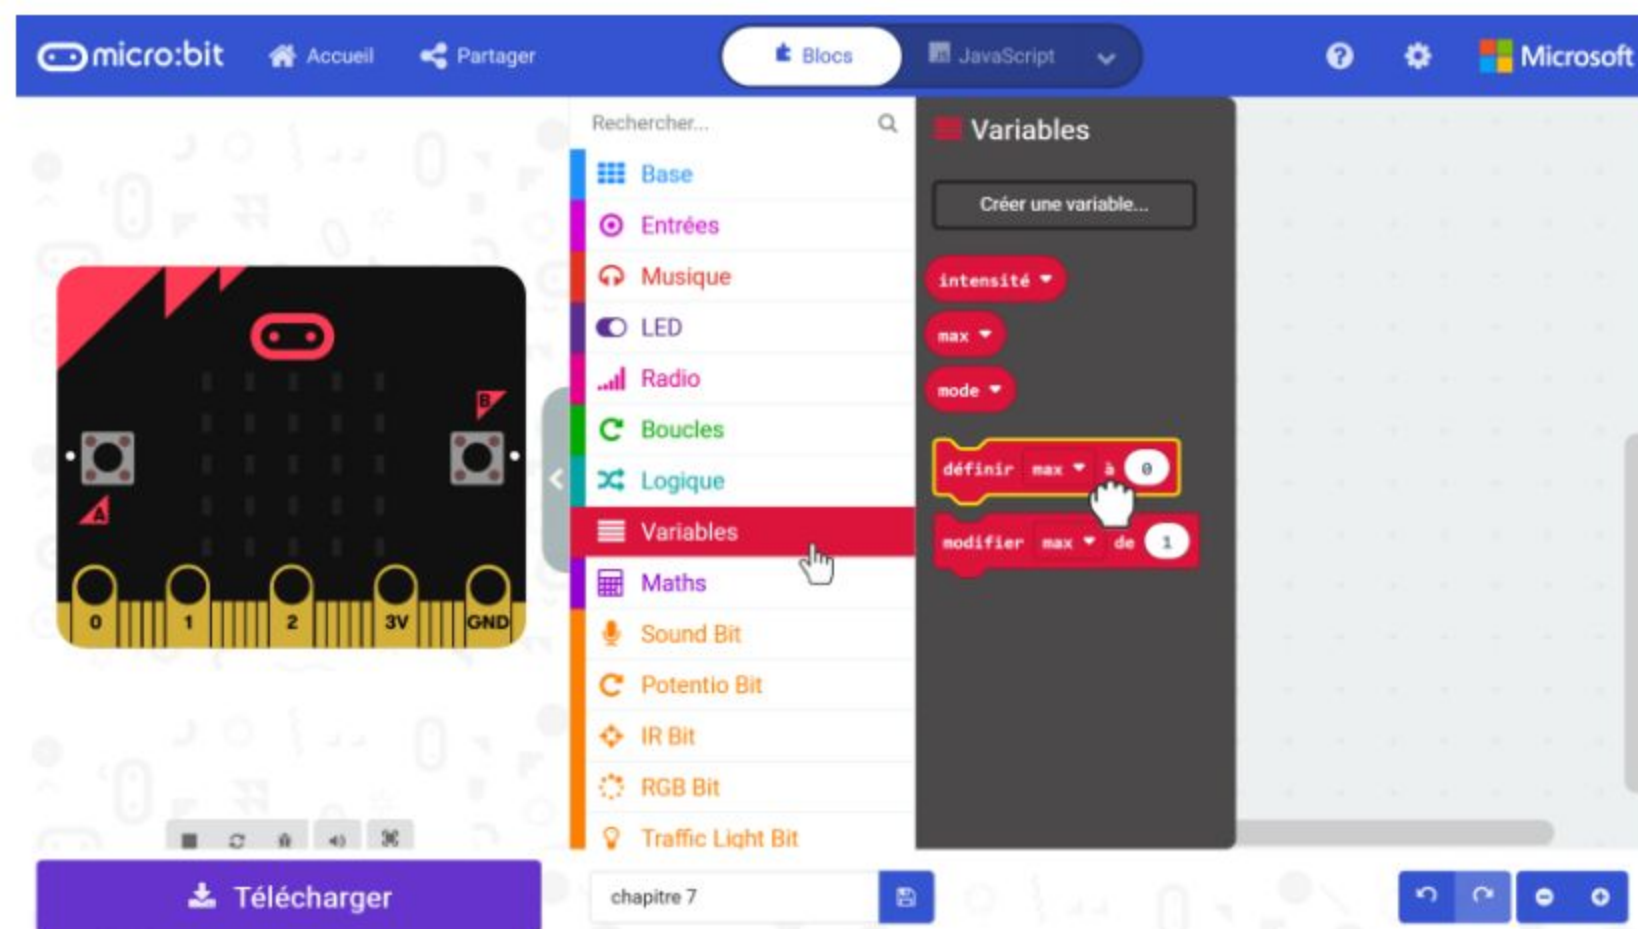 micro:bit Accueil Partager Blocs JavaScript Microsoft
Rechercher...
Base
Entrées
Musique
LED
Radio
Boucles
Logique
Variables
Maths
Sound Bit
Potentio Bit
IR Bit
RGB Bit
Traffic Light Bit
Variables
Créer une variable...
intensité
max
mode
définir max à 0
modifier max de 1
B
A
0 1 2 3V GND
Télécharger
chapitre 7